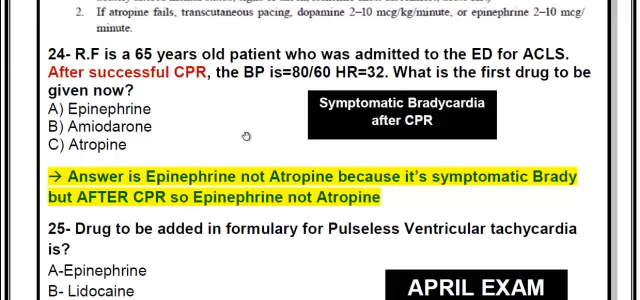 2. If atropine fails, transcutaneous pacing, dopamine 2–10 mcg/kg/minute, or epinephrine 2–10 mcg/
minute.
24- R.F is a 65 years old patient who was admitted to the ED for ACLS.
After successful CPR, the BP is=80/60 HR=32. What is the first drug to be
given now?
A) Epinephrine
B) Amiodarone
C) Atropine
Symptomatic Bradycardia
after CPR
→ Answer is Epinephrine not Atropine because it’s symptomatic Brady
but AFTER CPR so Epinephrine not Atropine
25- Drug to be added in formulary for Pulseless Ventricular tachycardia
is?
A-Epinephrine
B- Lidocaine
APRIL EXAM